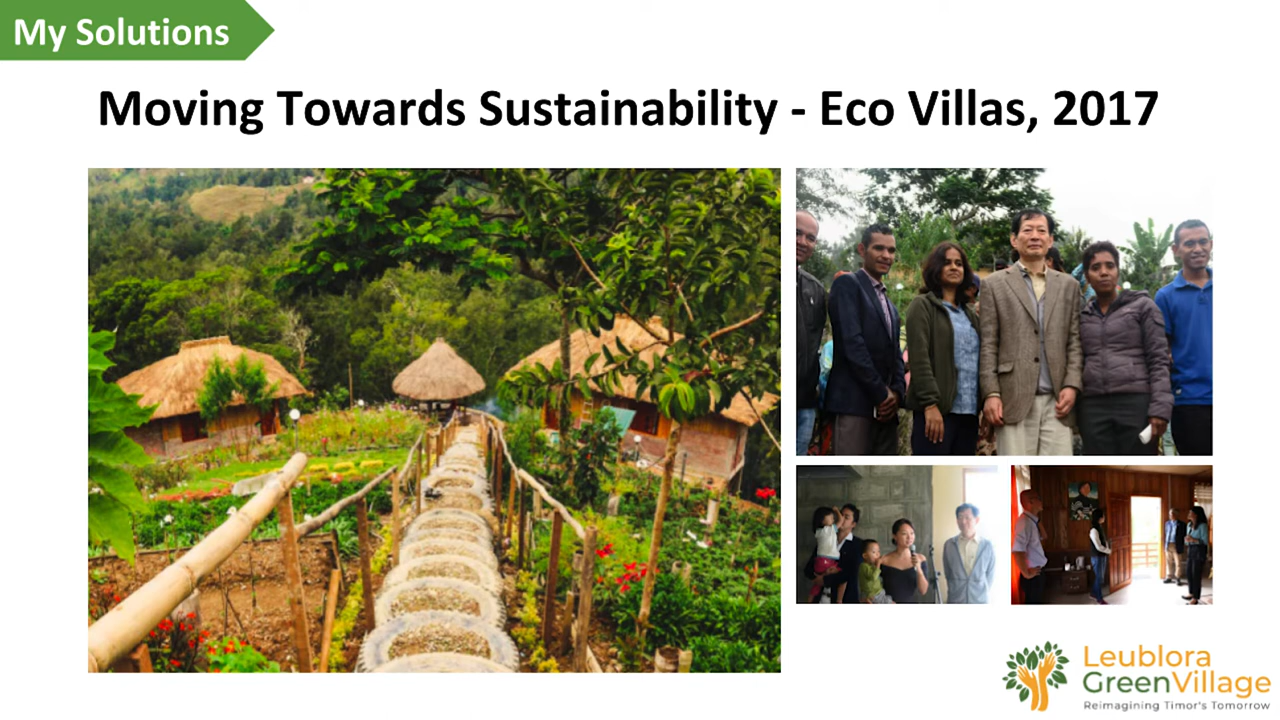 My Solutions
Moving Towards Sustainability - Eco Villas, 2017
Leublora
GreenVillage
Reimagining Timor's Tomorrow